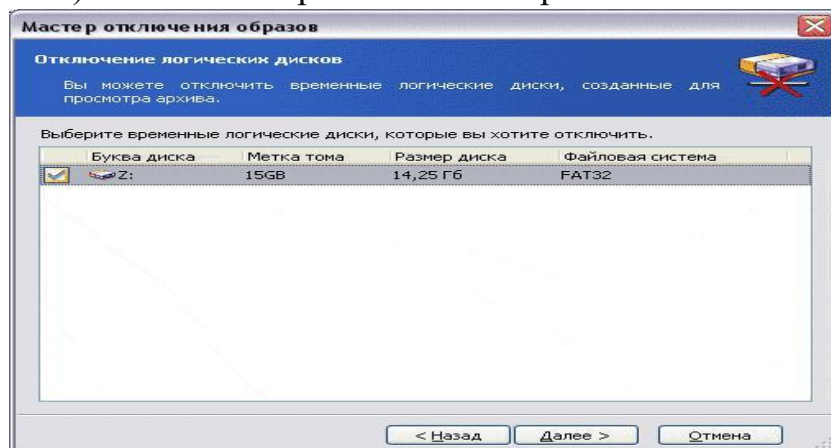 Мастер отключения образов
Отключение логических дисков
Вы можете отключить временные логические диски, созданные для
просмотра архива.
Выберите временные логические диски, которые вы хотите отключить.
Буква диска Метка тома Размер диска Файловая система
Z: 15GB 14,25 Гб FAT32
< Назад Далее > Отмена